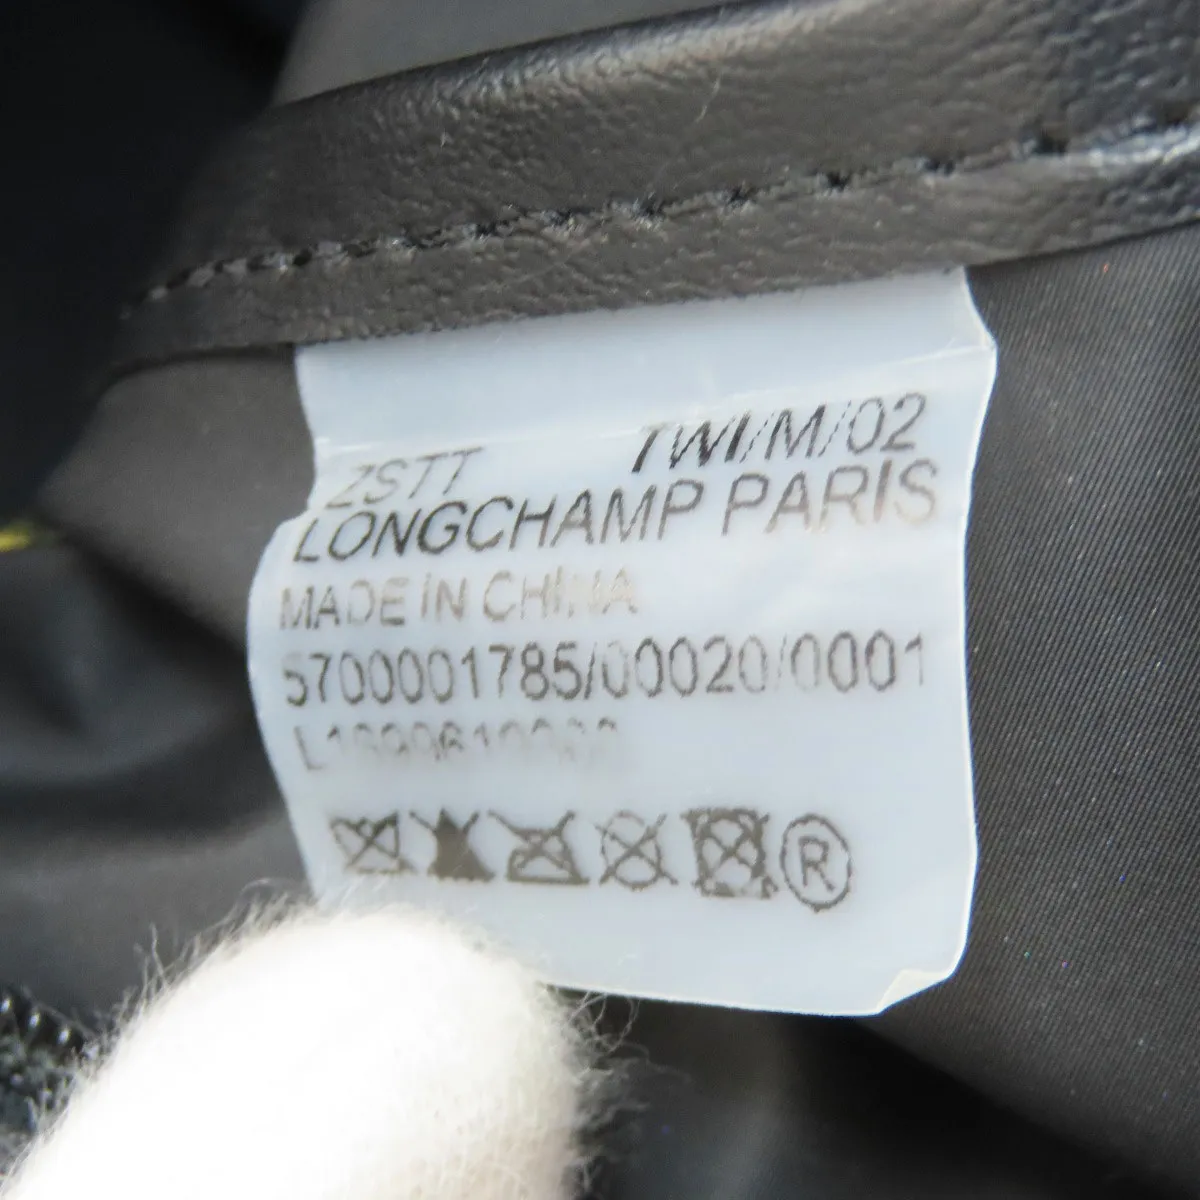 ZSTT TWI/M/02
LONGCHAMP PARIS
MADE IN CHINA
5700001785/00020/0001
®